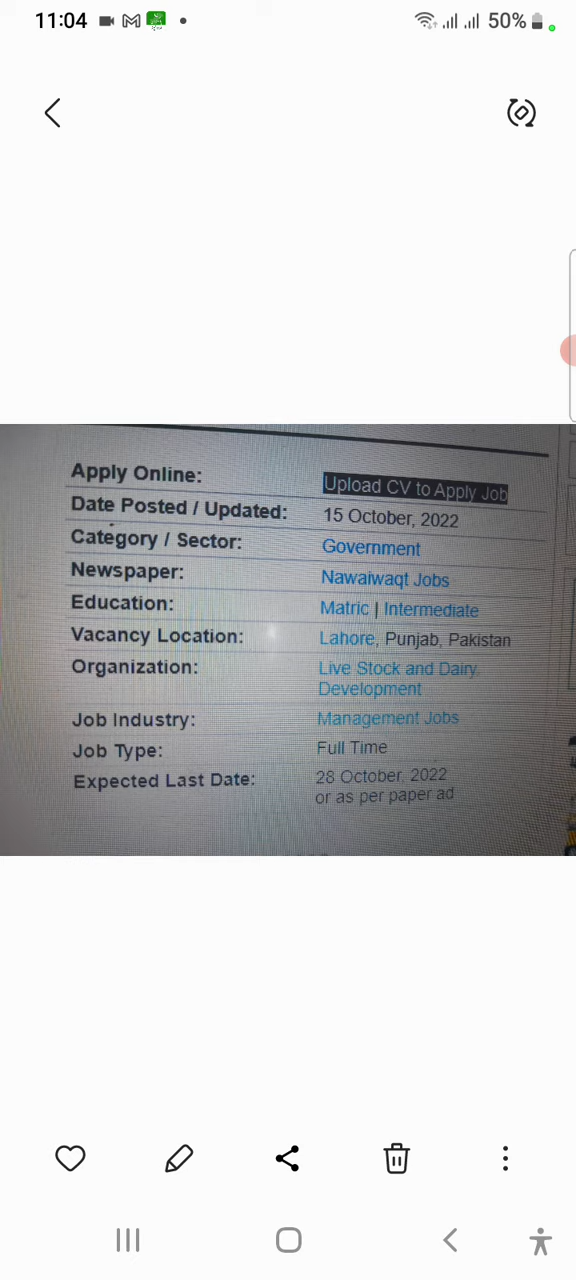 11:04
50%
Apply Online: Upload CV to Apply Job
Date Posted / Updated: 15 October, 2022
Category / Sector: Government
Newspaper: Nawaiwaqt Jobs
Education: Matric | Intermediate
Vacancy Location: Lahore, Punjab, Pakistan
Organization: Live Stock and Dairy
Development
Job Industry: Management Jobs
Job Type: Full Time
Expected Last Date: 28 October, 2022
or as per paper ad